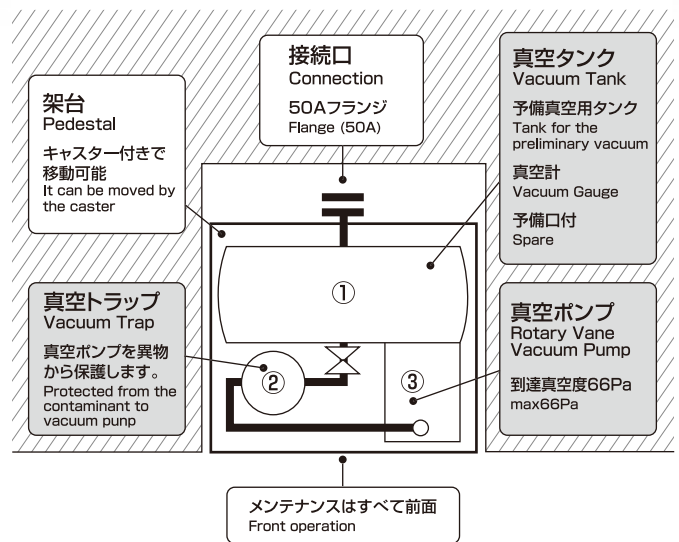 接続口
Connection
50Aフランジ
Flange (50A)
真空タンク
Vacuum Tank
予備真空用タンク
Tank for the
preliminary vacuum
真空計
Vacuum Gauge
予備口付
Spare
架台
Pedestal
キャスター付きで
移動可能
It can be moved by
the caster
真空トラップ
Vacuum Trap
真空ポンプを異物
から保護します。
Protected from the
contaminant to
vacuum punp
①
②
③
真空ポンプ
Rotary Vane
Vacuum Pump
到達真空度66Pa
max66Pa
メンテナンスはすべて前面
Front operation